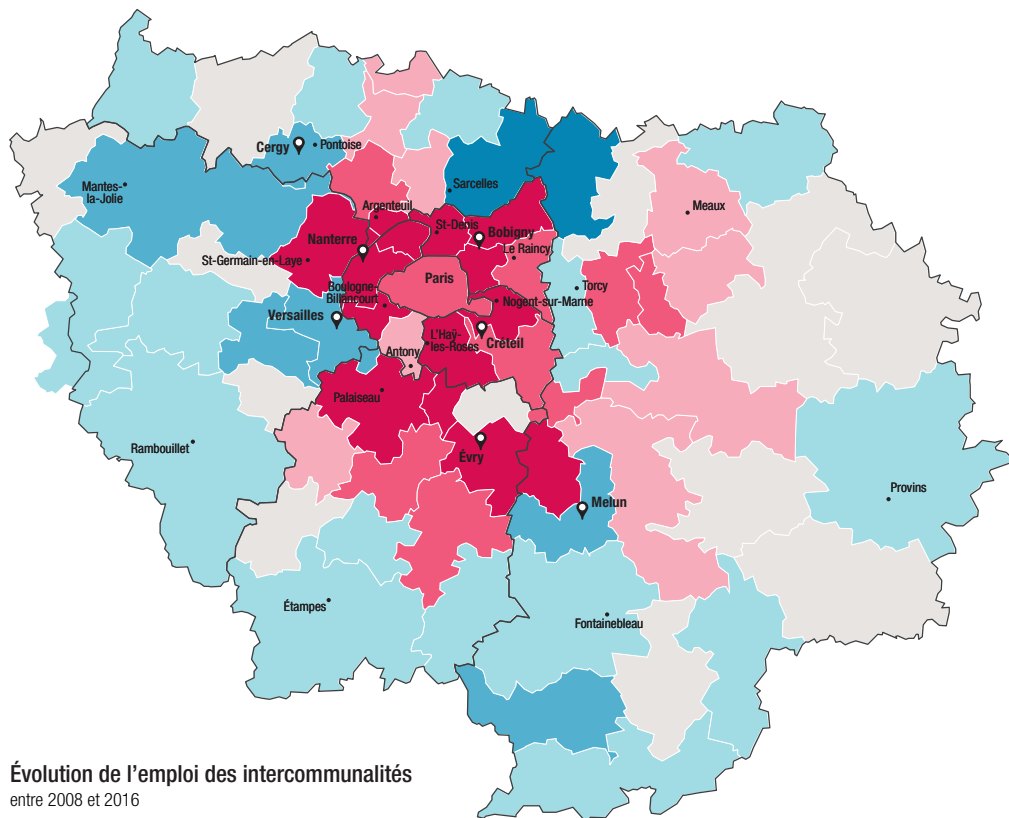 Cergy
Pontoise
Mantes-
la-Jolie
Sarcelles
Meaux
Argenteuil
St-Denis
Bobigny
Nanterre
Le Raincy
St-Germain-en-Laye
Paris
Boulogne-
Billancourt
Torcy
Nogent-sur-Marne
Versailles
L'Haÿ-
les-Roses
Créteil
Antony
Palaiseau
Rambouillet
Évry
Provins
Melun
Étampes
Fontainebleau
Évolution de l'emploi des intercommunalités
entre 2008 et 2016